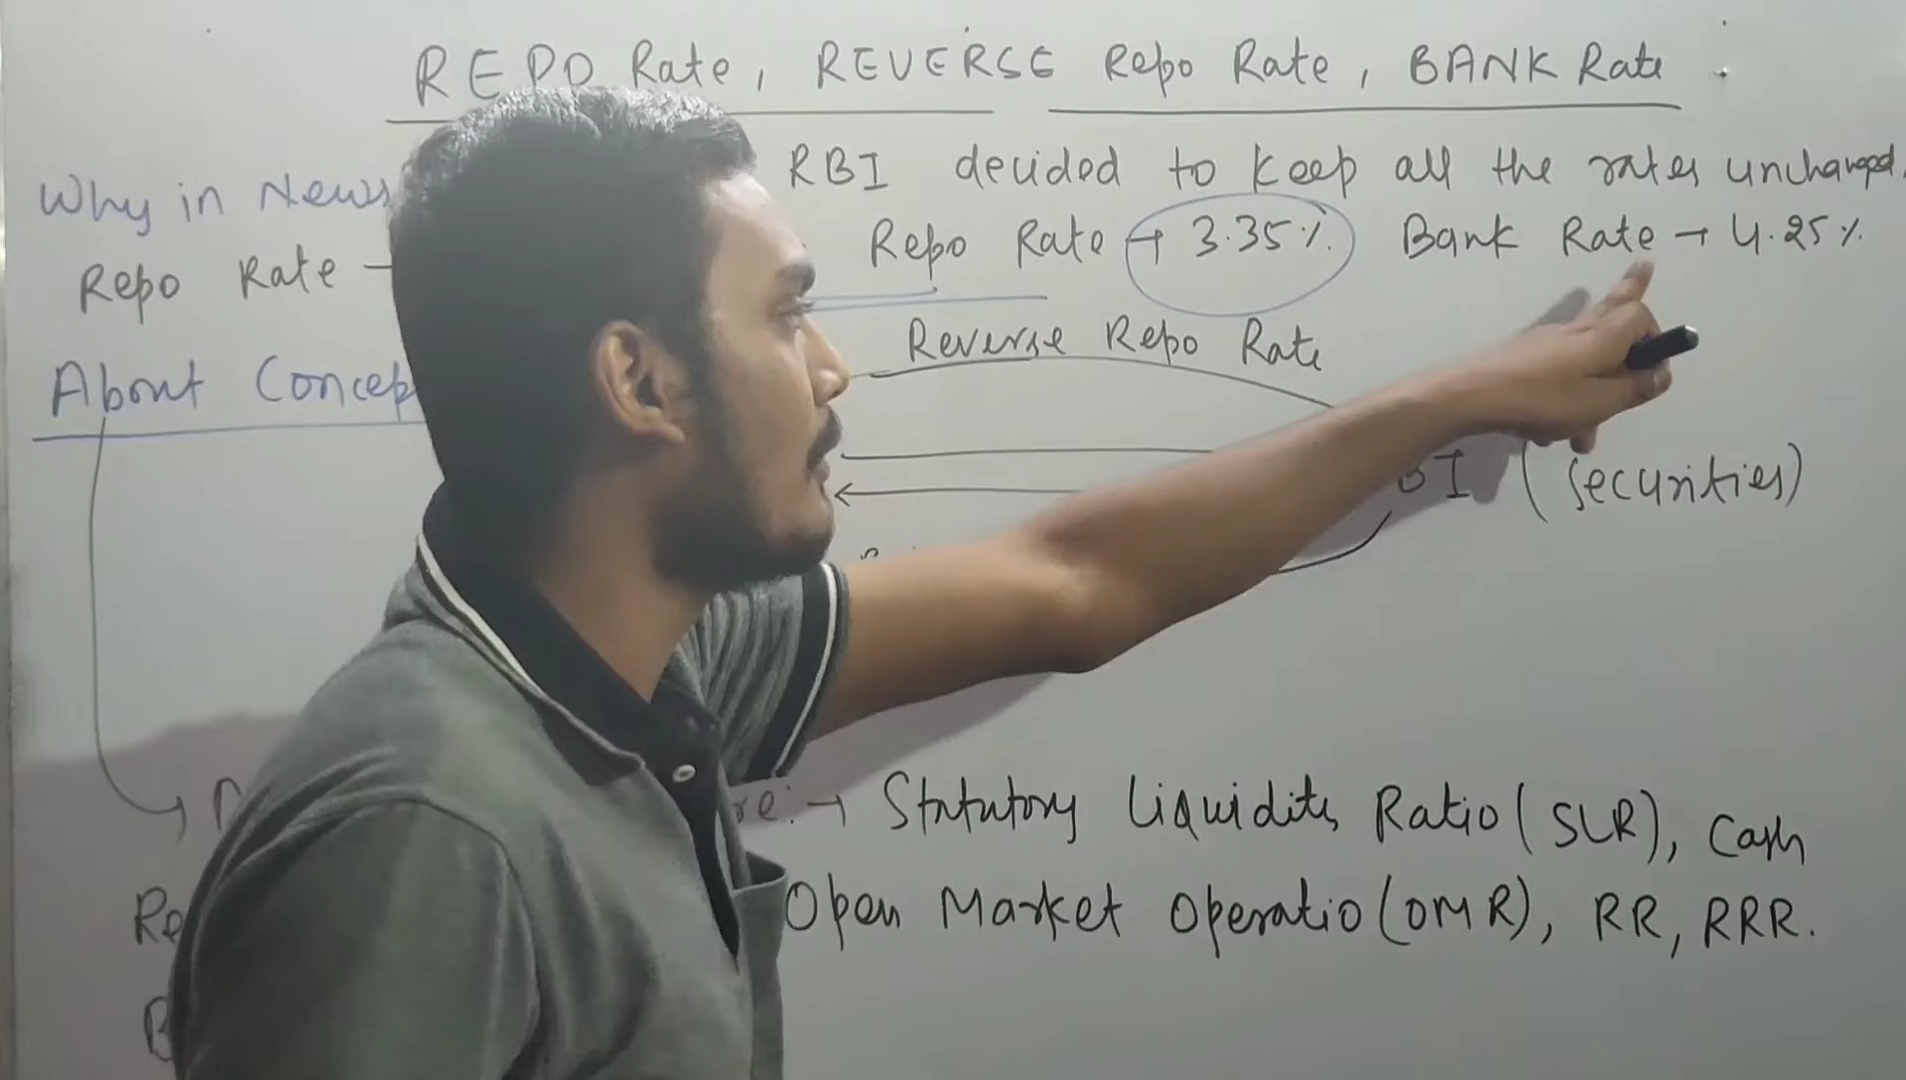 REPO Rate, REVERSE Repo Rate, BANK Rate
Why in News RBI decided to keep all the rates unchanged.
Repo Rate - Repo Rate → 3.35% Bank Rate → 4.25%
Reverse Repo Rate
About Concep
BI (Securities)
re: → Statutory Liquidity Ratio (SLR), Cash
Re Open Market Operatio (OMR), RR, RRR.
B